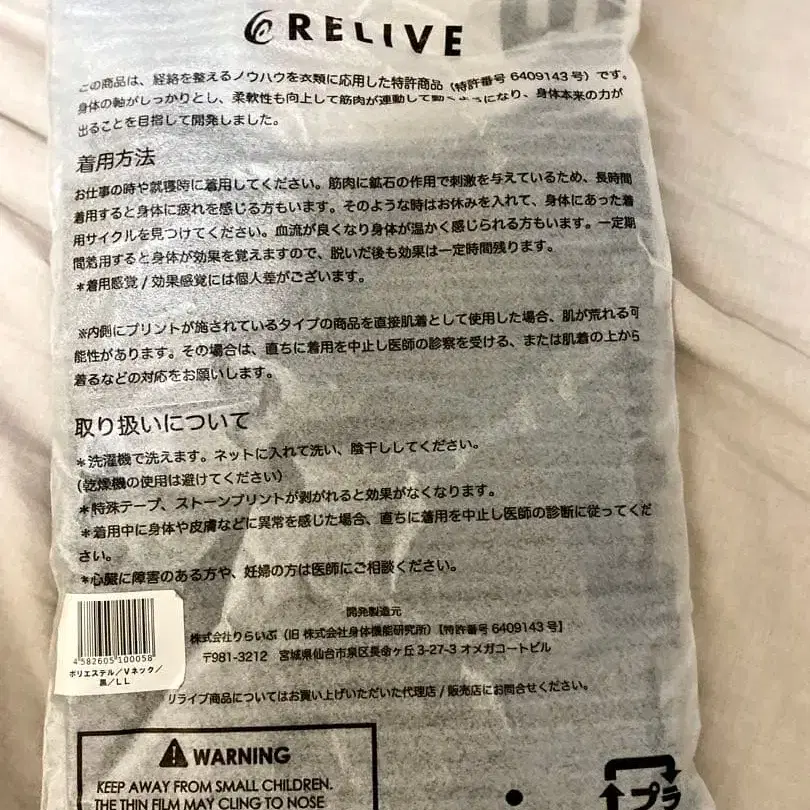 RELIVE
この商品は、経絡を整えるノウハウを衣類に応用した特許商品（特許番号 6409143 号）です。
身体の軸がしっかりとし、柔軟性も向上して筋肉が連動して動くようになり、身体本来の力が
出ることを目指して開発しました。
着用方法
お仕事の時や就寝時に着用してください。筋肉に鉱石の作用で刺激を与えているため、長時間
着用すると身体に疲れを感じる方もいます。そのような時はお休みを入れて、身体にあった着
用サイクルを見つけてください。血流が良くなり身体が温かく感じられる方もいます。一定期
間着用すると身体が効果を覚えますので、脱いだ後も効果は一定時間残ります。
*着用感覚 / 効果感覚には個人差がございます。
※内側にプリントが施されているタイプの商品を直接肌着として使用した場合、肌が荒れる可
能性があります。その場合は、直ちに着用を中止し医師の診察を受ける、または肌着の上から
着るなどの対応をお願いします。
取り扱いについて
*洗濯機で洗えます。ネットに入れて洗い、陰干ししてください。
（乾燥機の使用は避けてください）
*特殊テープ、ストーンプリントが剥がれると効果がなくなります。
*着用中に身体や皮膚などに異常を感じた場合、直ちに着用を中止し医師の診断に従ってくだ
さい。
*心臓に障害のある方や、妊婦の方は医師にご相談ください。
開発製造元
株式会社りらいぶ（旧 株式会社身体機能研究所）【特許番号 6409143 号】
〒981-3212 宮城県仙台市泉区長命ヶ丘 3-27-3 オメガコートビル
4582605100058
ポリエステル／Vネック／
黒／LL
リライブ商品についてはお買い上げいただいた代理店 / 販売店にお問合せください。
WARNING
KEEP AWAY FROM SMALL CHILDREN.
THE THIN FILM MAY CLING TO NOSE
プラ